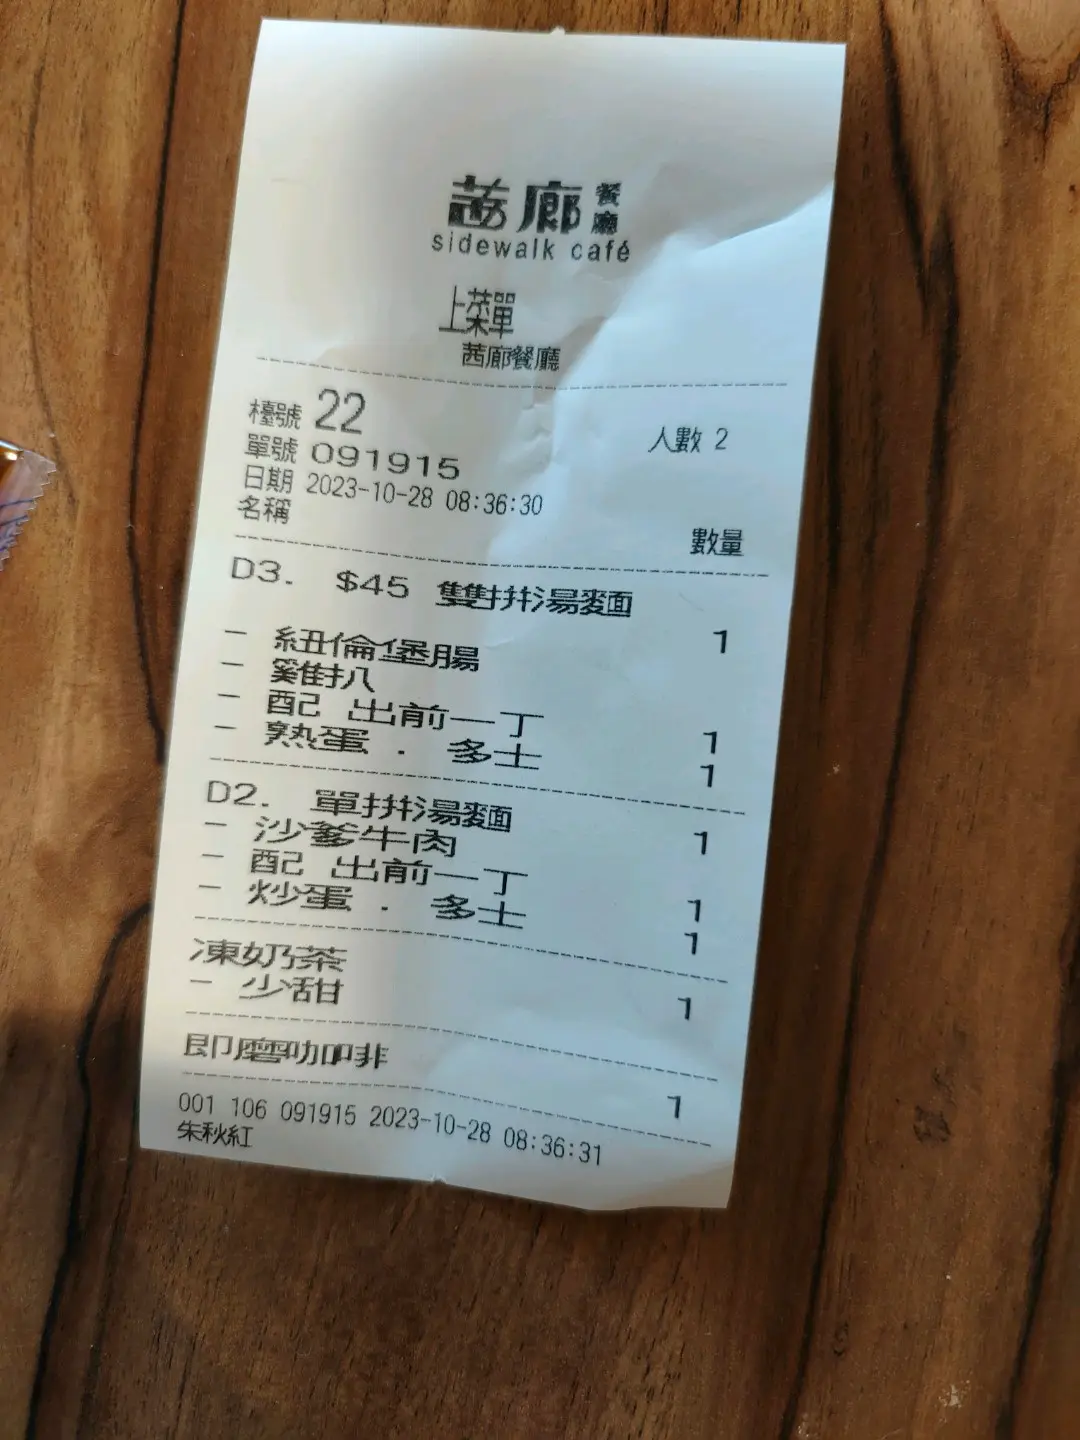 茜廊 餐廳
sidewalk café
上菜單
茜廊餐廳
檯號 22 人數 2
單號 091915
日期 2023-10-28 08:36:30
名稱 數量
D3. $45 雙拼湯麵 1
- 紐倫堡腸
- 雞扒
- 配 出前一丁 1
- 熟蛋 . 多士 1
D2. 單拼湯麵 1
- 沙爹牛肉
- 配 出前一丁 1
- 炒蛋 . 多士 1
凍奶茶 1
- 少甜
即磨咖啡 1
001 106 091915 2023-10-28 08:36:31
朱秋紅